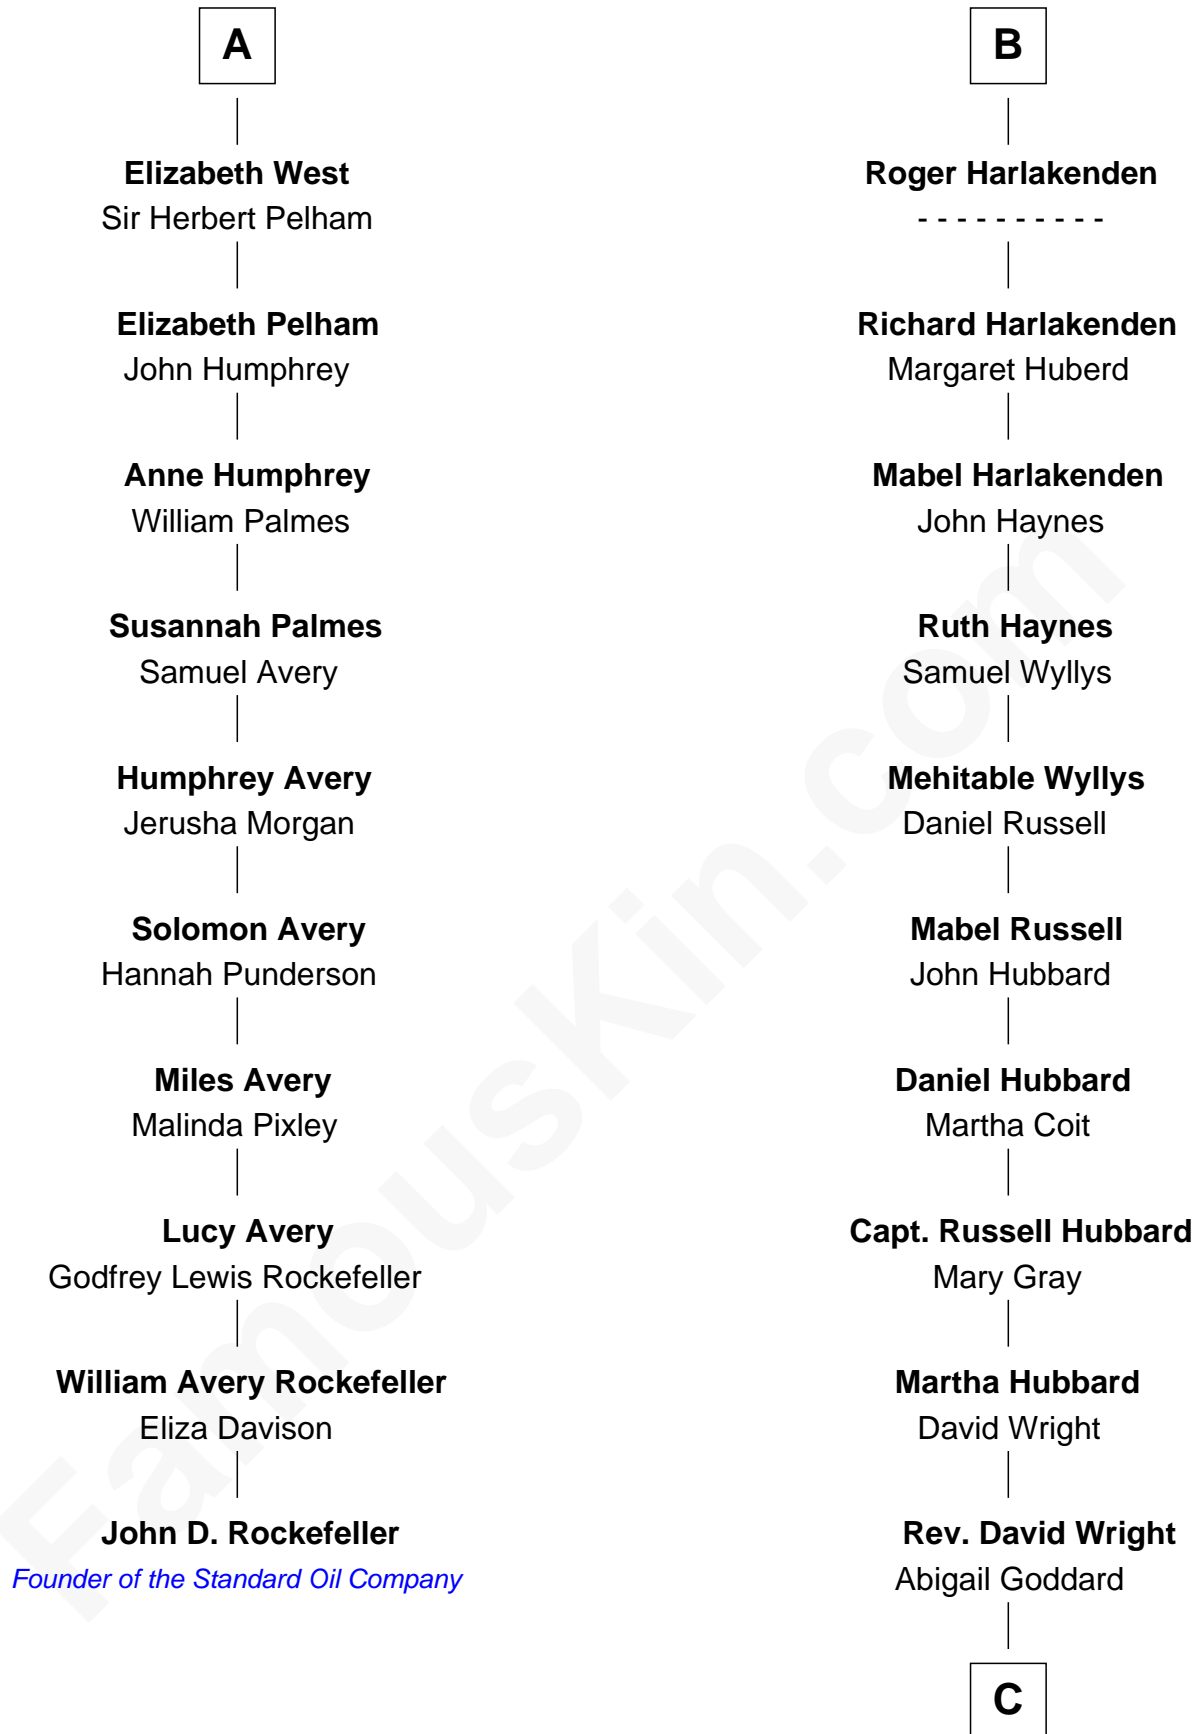 A
Elizabeth West
Sir Herbert Pelham
Elizabeth Pelham
John Humphrey
Anne Humphrey
William Palmes
Susannah Palmes
Samuel Avery
Humphrey Avery
Jerusha Morgan
Solomon Avery
Hannah Punderson
Miles Avery
Malinda Pixley
Lucy Avery
Godfrey Lewis Rockefeller
William Avery Rockefeller
Eliza Davison
John D. Rockefeller
Founder of the Standard Oil Company
B
Roger Harlakenden
- - - - - - - - - -
Richard Harlakenden
Margaret Huberd
Mabel Harlakenden
John Haynes
Ruth Haynes
Samuel Wyllys
Mehitable Wyllys
Daniel Russell
Mabel Russell
John Hubbard
Daniel Hubbard
Martha Coit
Capt. Russell Hubbard
Mary Gray
Martha Hubbard
David Wright
Rev. David Wright
Abigail Goddard
C
FamousKin.com